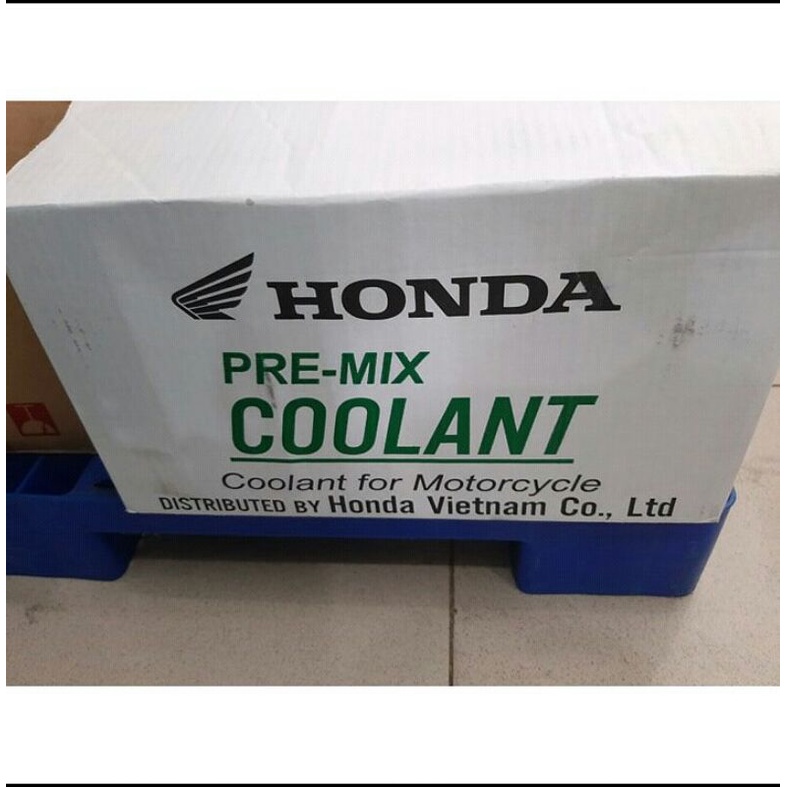 HONDA
PRE-MIX
COOLANT
Coolant for Motorcycle
DISTRIBUTED BY Honda Vietnam Co., Ltd